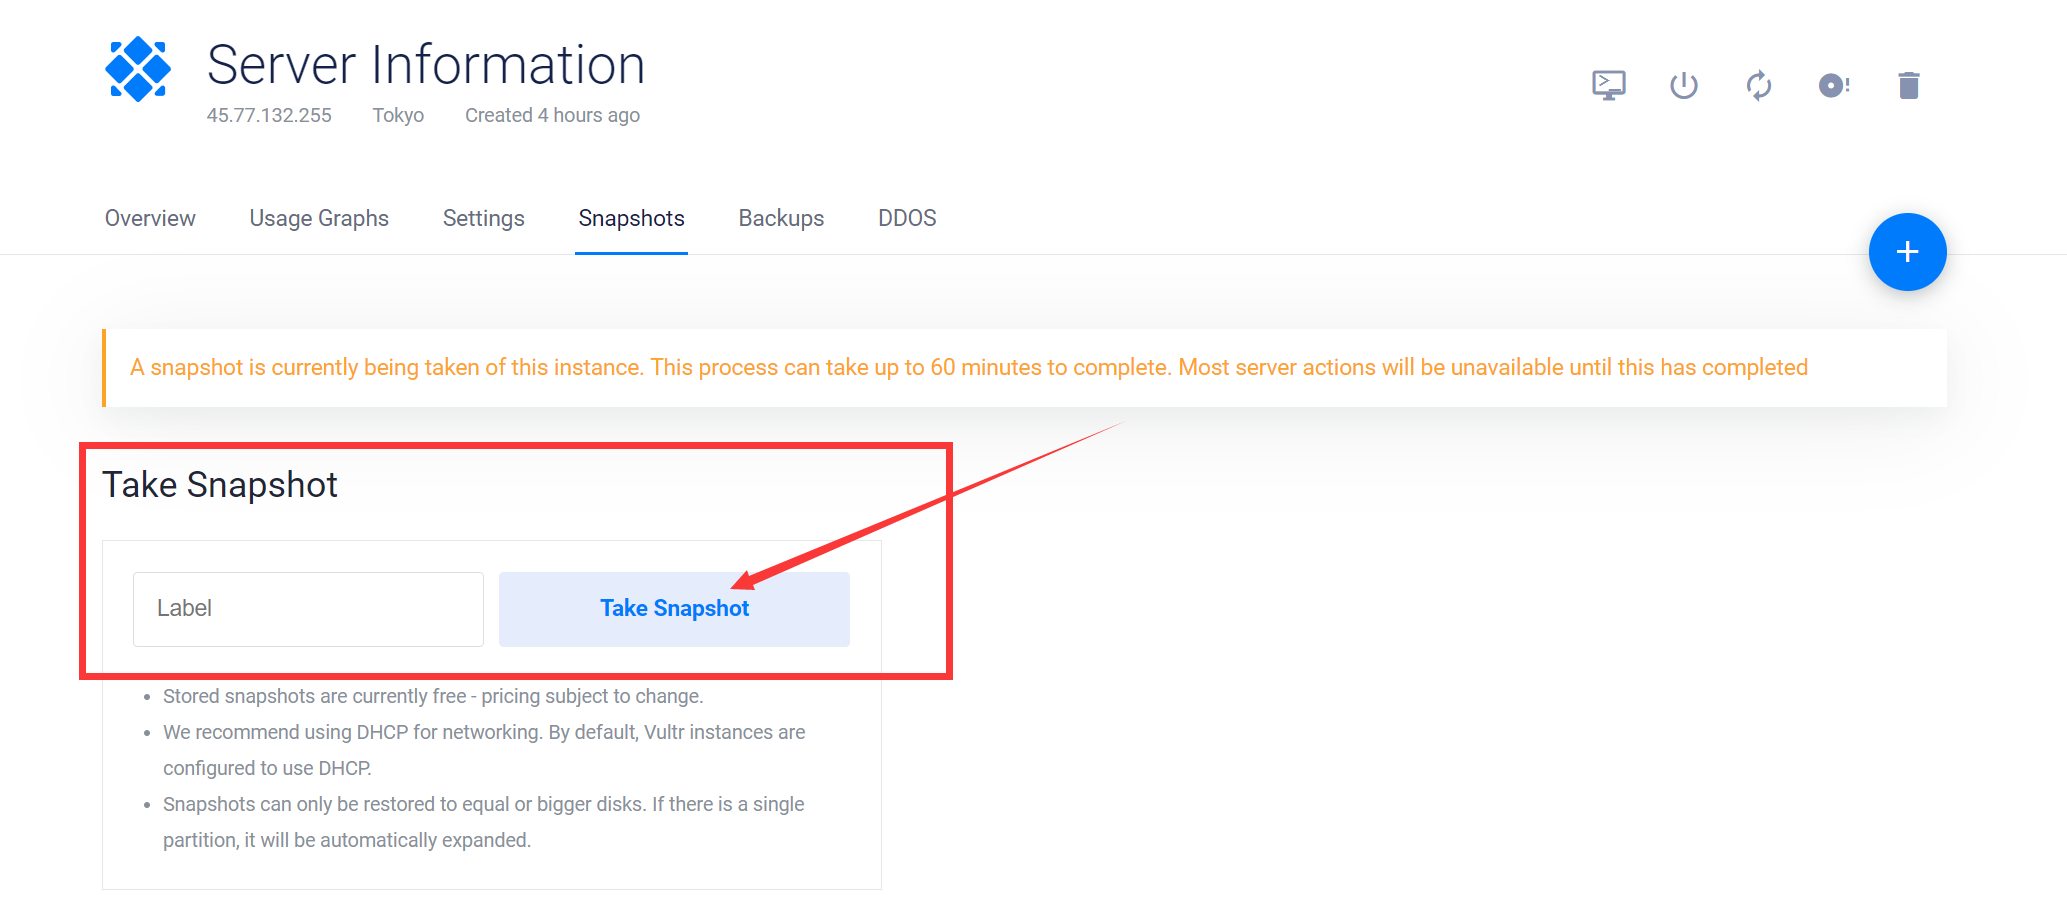 Server Information
45.77.132.255 Tokyo Created 4 hours ago
Overview Usage Graphs Settings Snapshots Backups DDOS
+
A snapshot is currently being taken of this instance. This process can take up to 60 minutes to complete. Most server actions will be unavailable until this has completed
Take Snapshot
Label Take Snapshot
• Stored snapshots are currently free - pricing subject to change.
• We recommend using DHCP for networking. By default, Vultr instances are
configured to use DHCP.
• Snapshots can only be restored to equal or bigger disks. If there is a single
partition, it will be automatically expanded.